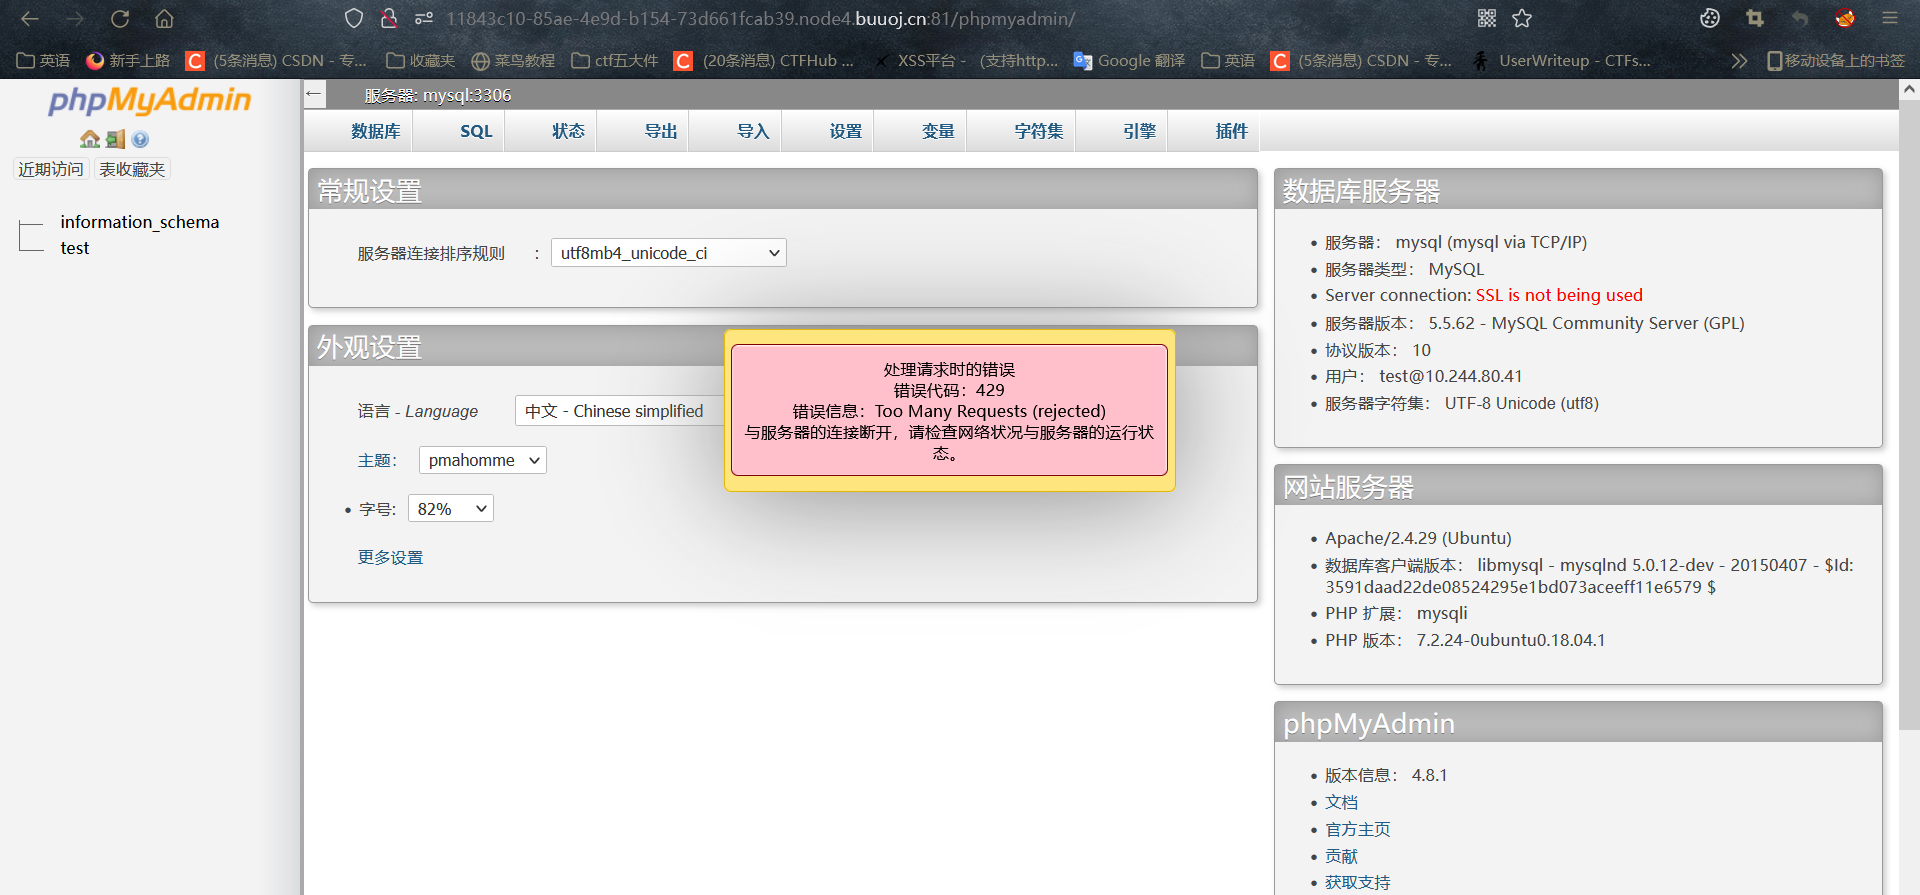 11843c10-85ae-4e9d-b154-73d661fcab39.node4.buuoj.cn:81/phpmyadmin/
英语
新手上路
(5条消息) CSDN - 专...
收藏夹
菜鸟教程
ctf五大件
(20条消息) CTFHub ...
XSS平台 - (支持http...
Google 翻译
英语
(5条消息) CSDN - 专...
UserWriteup - CTFs...
移动设备上的书签
phpMyAdmin
近期访问
表收藏夹
information_schema
test
服务器: mysql:3306
数据库
SQL
状态
导出
导入
设置
变量
字符集
引擎
插件
常规设置
服务器连接排序规则 : utf8mb4_unicode_ci
外观设置
语言 - Language 中文 - Chinese simplified
主题: pmahomme
字号: 82%
更多设置
处理请求时的错误
错误代码：429
错误信息：Too Many Requests (rejected)
与服务器的连接断开，请检查网络状况与服务器的运行状
态。
数据库服务器
服务器： mysql (mysql via TCP/IP)
服务器类型： MySQL
Server connection: SSL is not being used
服务器版本： 5.5.62 - MySQL Community Server (GPL)
协议版本： 10
用户： test@10.244.80.41
服务器字符集： UTF-8 Unicode (utf8)
网站服务器
Apache/2.4.29 (Ubuntu)
数据库客户端版本： libmysql - mysqlnd 5.0.12-dev - 20150407 - $Id:
3591daad22de08524295e1bd073aceeff11e6579 $
PHP 扩展： mysqli
PHP 版本： 7.2.24-0ubuntu0.18.04.1
phpMyAdmin
版本信息： 4.8.1
文档
官方主页
贡献
获取支持